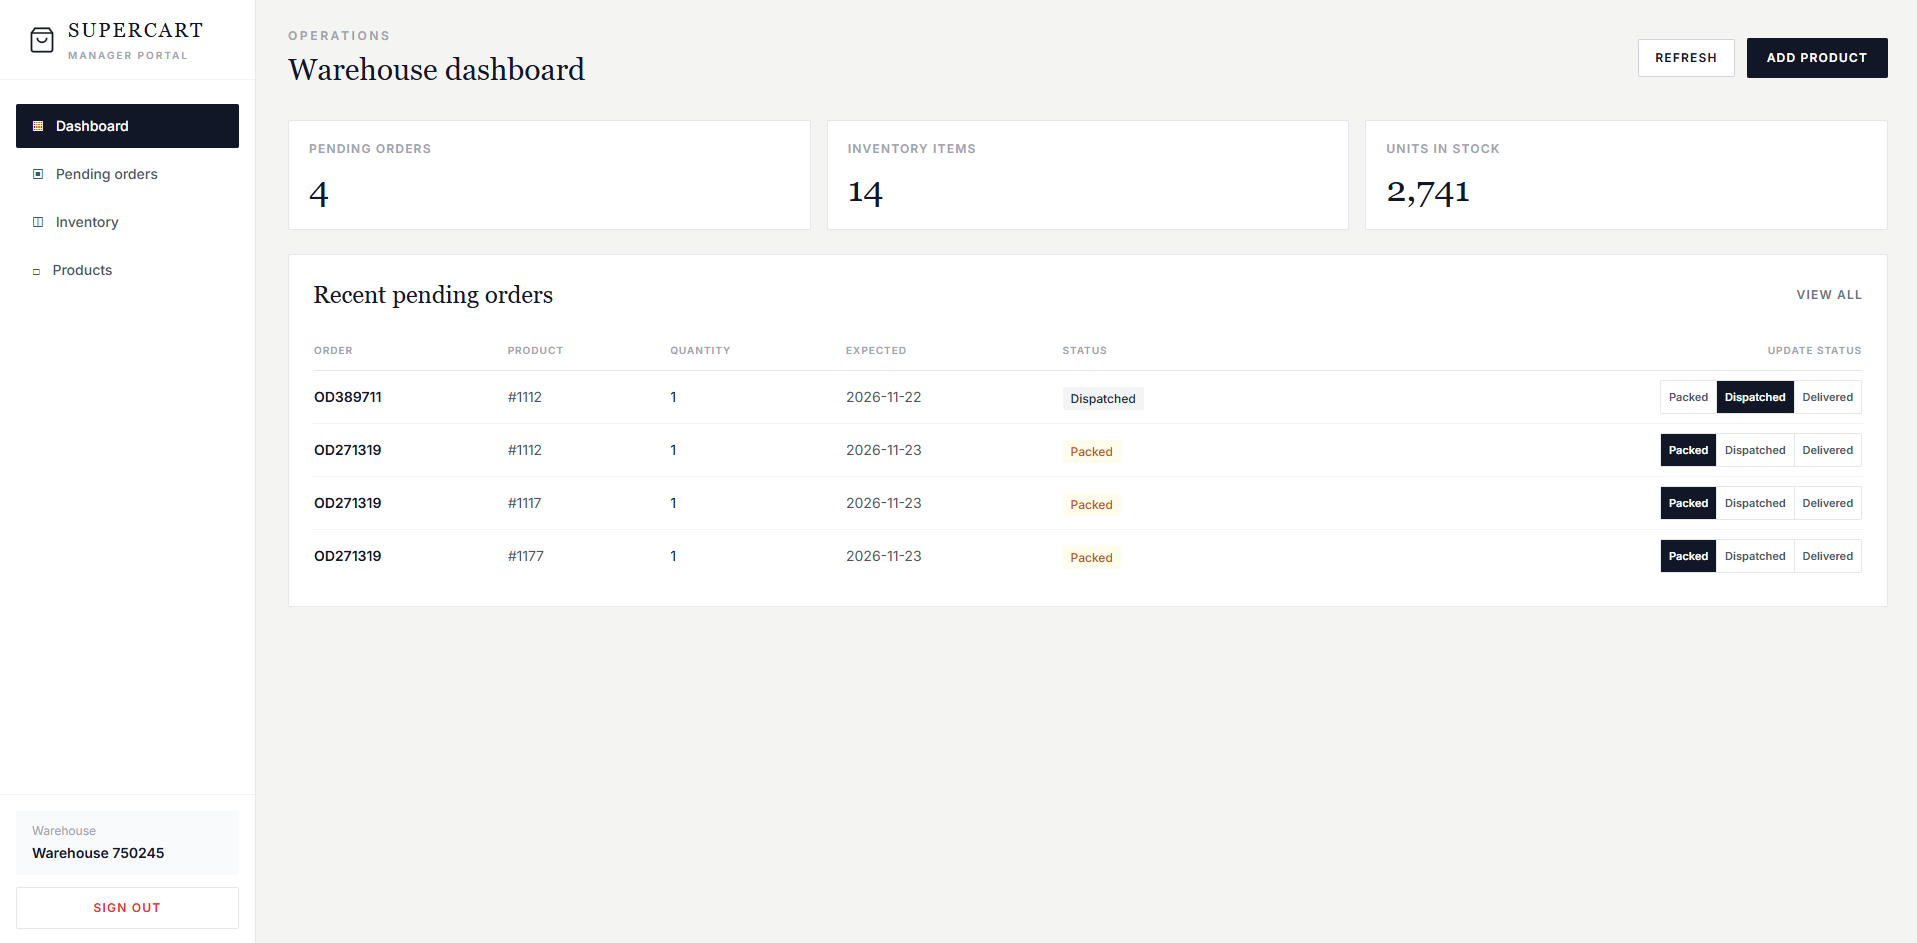 SUPERCART
MANAGER PORTAL
Dashboard
Pending orders
Inventory
Products
Warehouse
Warehouse 750245
SIGN OUT
OPERATIONS
Warehouse dashboard
REFRESH
ADD PRODUCT
PENDING ORDERS
4
INVENTORY ITEMS
14
UNITS IN STOCK
2,741
Recent pending orders
VIEW ALL
ORDER PRODUCT QUANTITY EXPECTED STATUS UPDATE STATUS
OD389711 #1112 1 2026-11-22 Dispatched Packed Dispatched Delivered
OD271319 #1112 1 2026-11-23 Packed Packed Dispatched Delivered
OD271319 #1117 1 2026-11-23 Packed Packed Dispatched Delivered
OD271319 #1177 1 2026-11-23 Packed Packed Dispatched Delivered